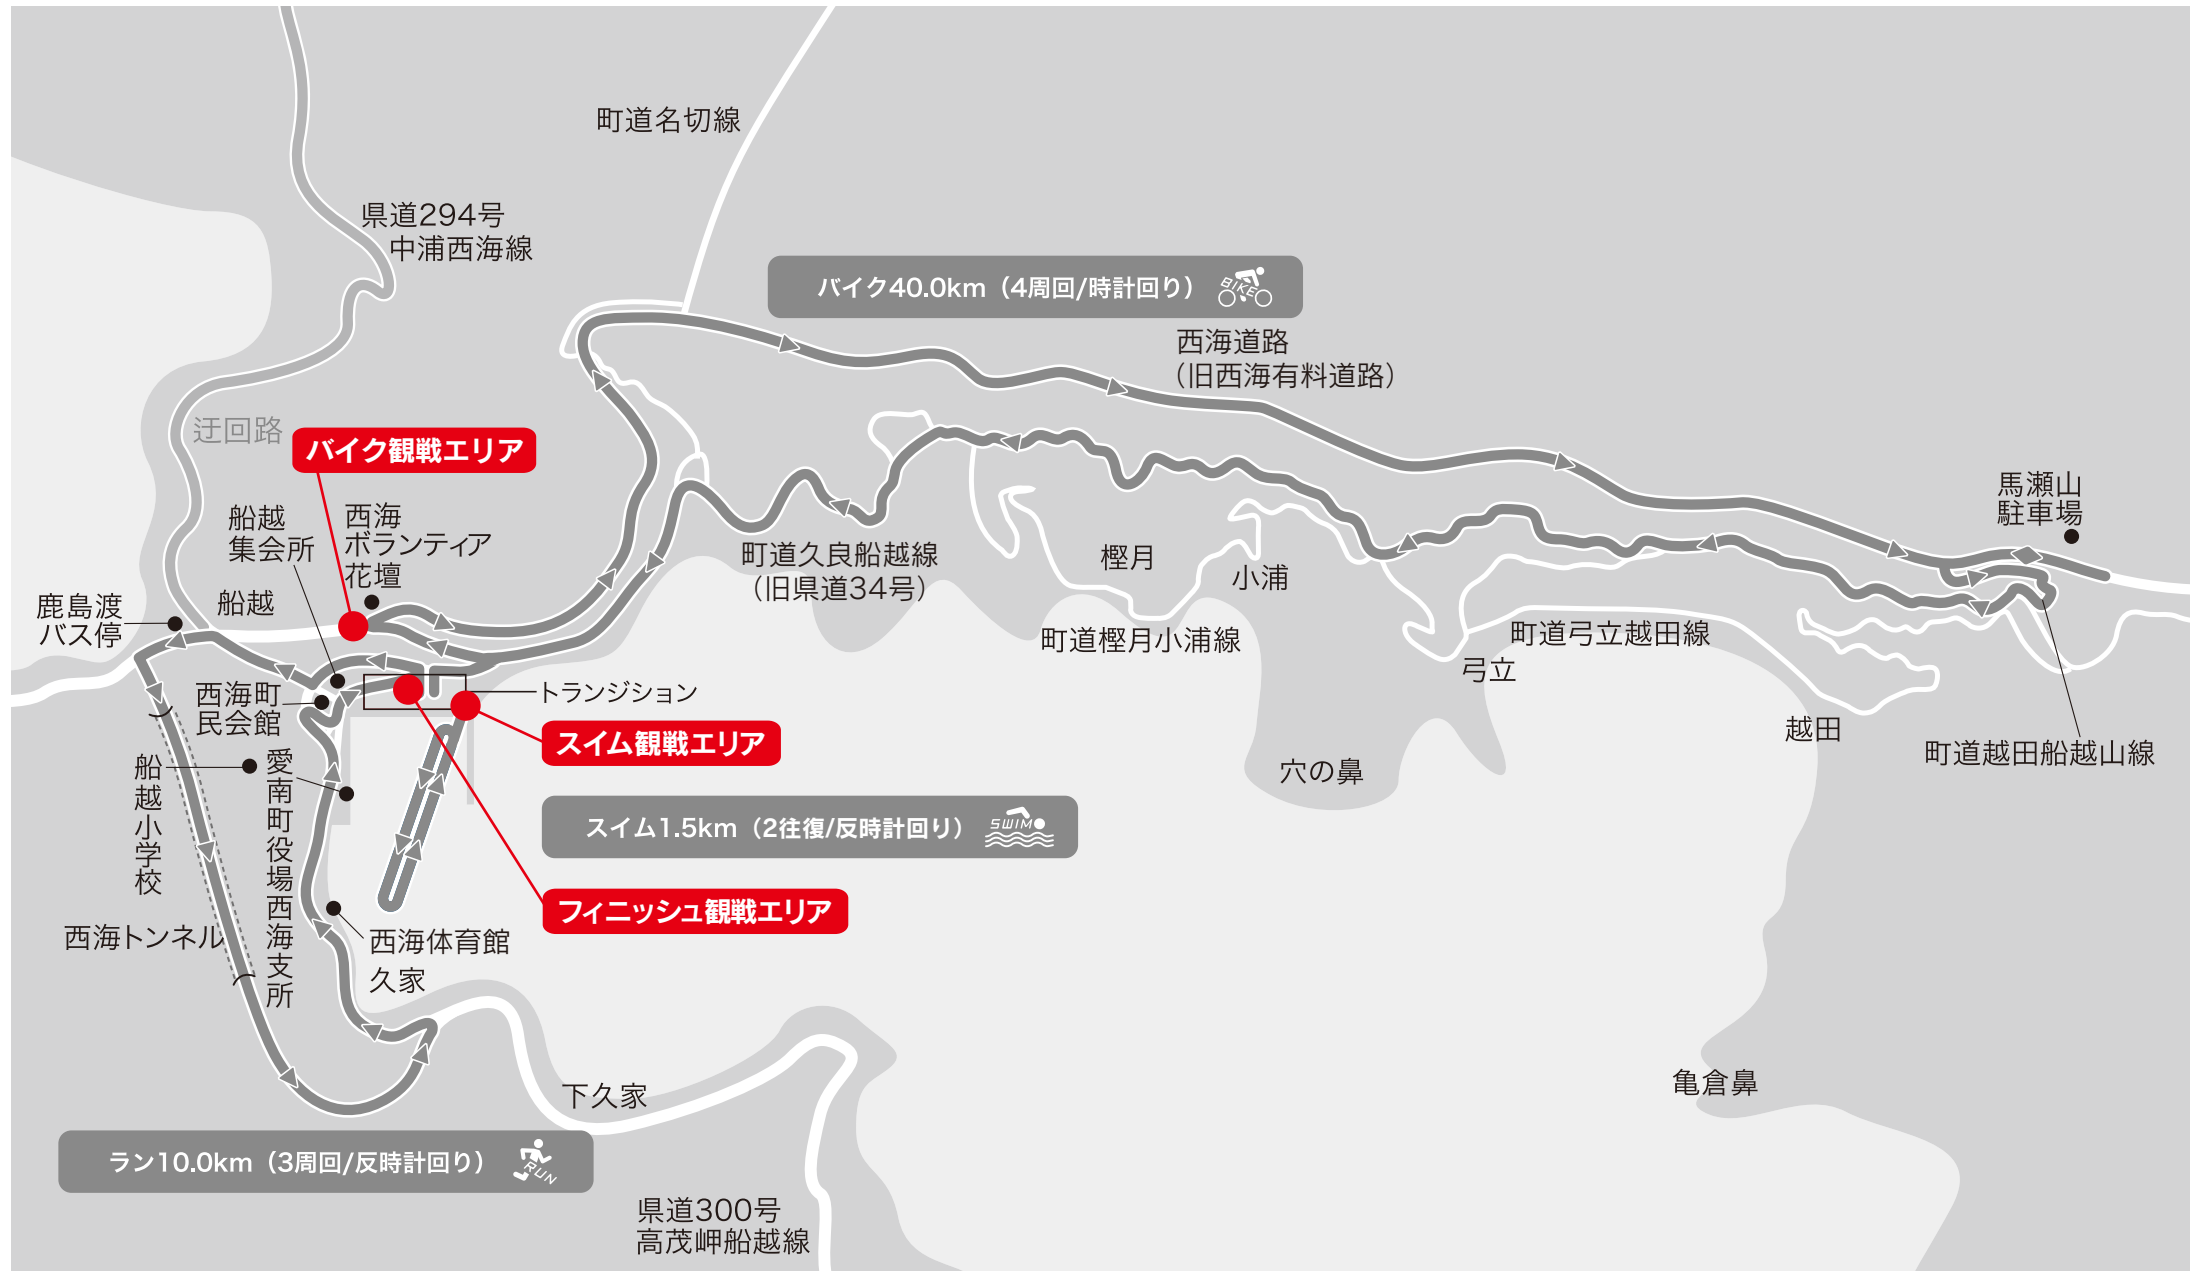 町道名切線
県道294号
中浦西海線
バイク40.0km（4周回/時計回り）
BIKE
西海道路
（旧西海有料道路）
迂回路
バイク観戦エリア
馬瀬山
駐車場
船越
集会所
西海
ボランティア
花壇
町道久良船越線
（旧県道34号）
樫月
小浦
鹿島渡
バス停
船越
町道樫月小浦線
町道弓立越田線
弓立
西海町
民会館
トランジション
スイム観戦エリア
越田
町道越田船越山線
船越小学校
愛南町役場西海支所
穴の鼻
スイム1.5km（2往復/反時計回り）
SWIM
フィニッシュ観戦エリア
西海トンネル
西海体育館
久家
下久家
亀倉鼻
ラン10.0km（3周回/反時計回り）
RUN
県道300号
高茂岬船越線